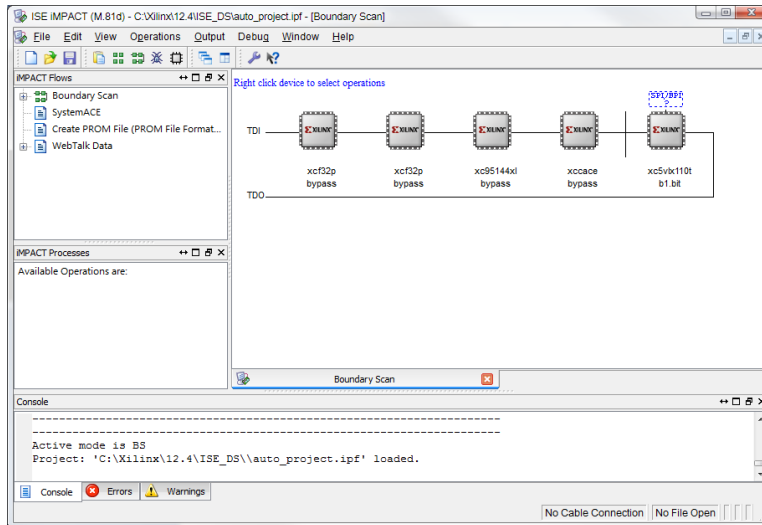 ISE iMPACT (M.81d) - C:\Xilinx\12.4\ISE_DS\auto_project.ipf - [Boundary Scan]
File Edit View Operations Output Debug Window Help
iMPACT Flows
Boundary Scan
SystemACE
Create PROM File (PROM File Format...
WebTalk Data
Right click device to select operations
SPI/BPI
?
TDI
XILINX XILINX XILINX XILINX XILINX
xcf32p xcf32p xc95144xl xccace xc5vlx110t
bypass bypass bypass bypass b1.bit
TDO
iMPACT Processes
Available Operations are:
Boundary Scan
Console
----------------------------------------------------------
----------------------------------------------------------
Active mode is BS
Project: 'C:\Xilinx\12.4\ISE_DS\\auto_project.ipf' loaded.
Console Errors Warnings
No Cable Connection No File Open